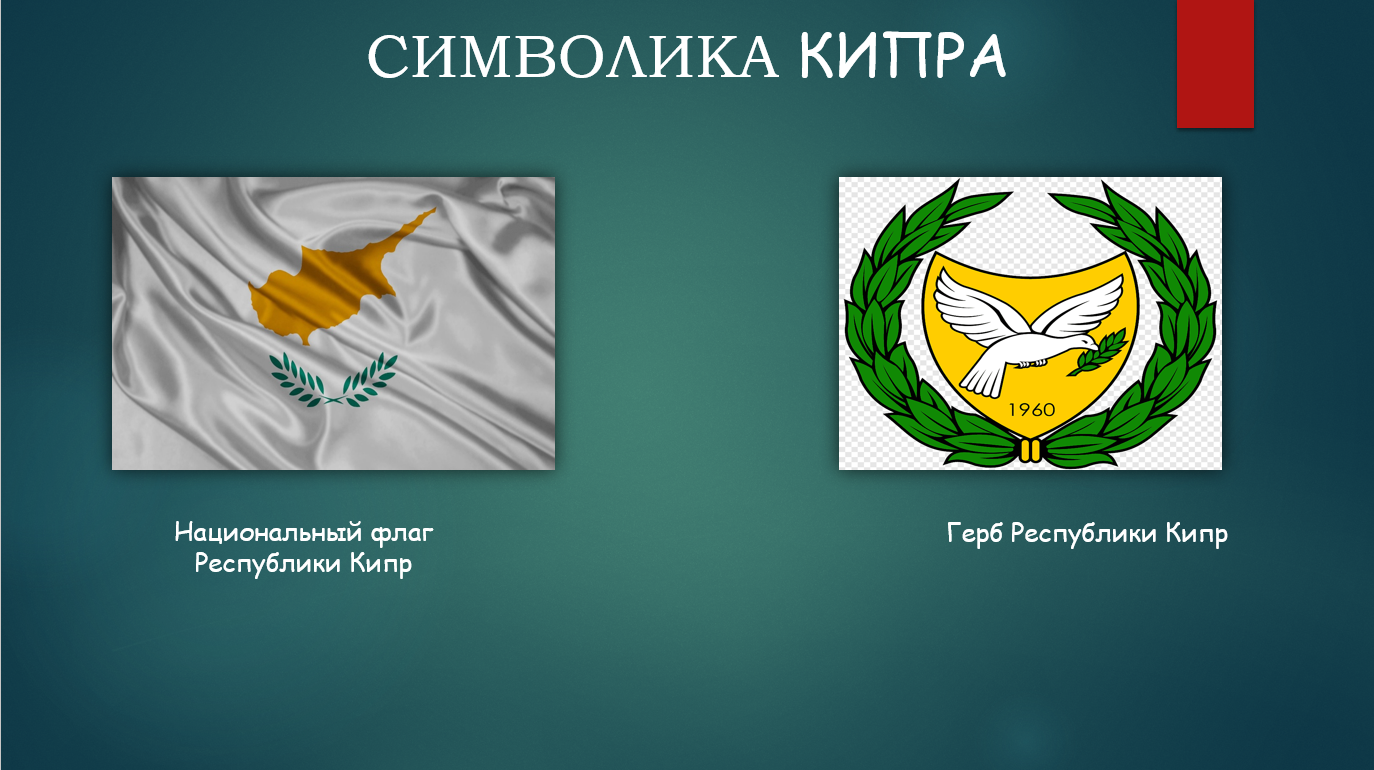 СИМВОЛИКА КИПРА
1960
Национальный флаг
Республики Кипр
Герб Республики Кипр